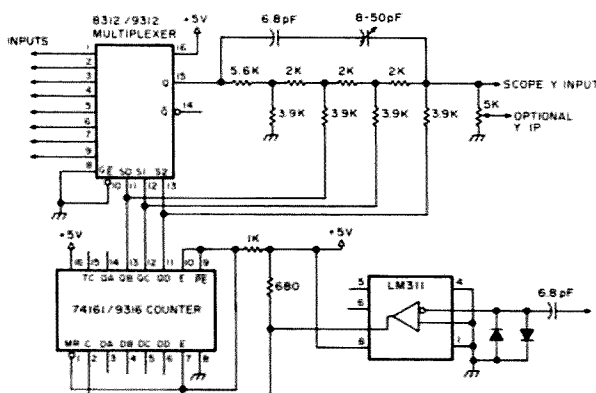 8312/9312
MULTIPLEXER
+5V
6.8pF
8-50pF
INPUTS
1
2
3
4
5
6
7
9
8
16
Q 15
Q 14
5.6K
2K
2K
2K
3.9K
3.9K
3.9K
3.9K
SCOPE Y INPUT
5K
OPTIONAL
Y IP
GE S0 S1 S2
10 11 12 13
+5V
1K
+5V
16 15 14 13 12 11 10 9
TC QA QB QC QD E PE
74161/9316 COUNTER
MR C DA DB DC DD E
1 2 3 4 5 6 7 8
680
LM311
5
6
8
4
1
6.8pF